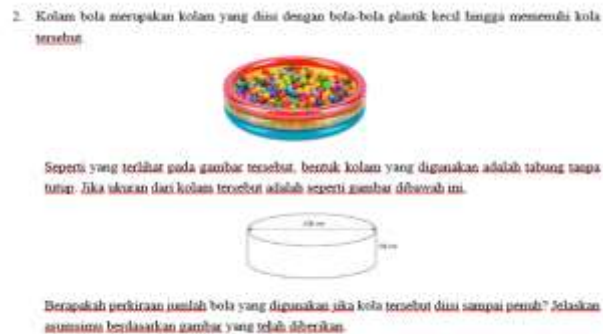 2. Kolam bola merupakan kolam yang diisi dengan bola-bola plastik kecil hingga memenuhi kola
tersebut.
Seperti yang terlihat pada gambar tersebut, bentuk kolam yang digunakan adalah tabung tanpa
tutup. Jika ukuran dari kolam tersebut adalah seperti gambar dibawah ini.
Berapakah perkiraan jumlah bola yang digunakan jika kola tersebut diisi sampai penuh? Jelaskan
asumsimu berdasarkan gambar yang telah diberikan.